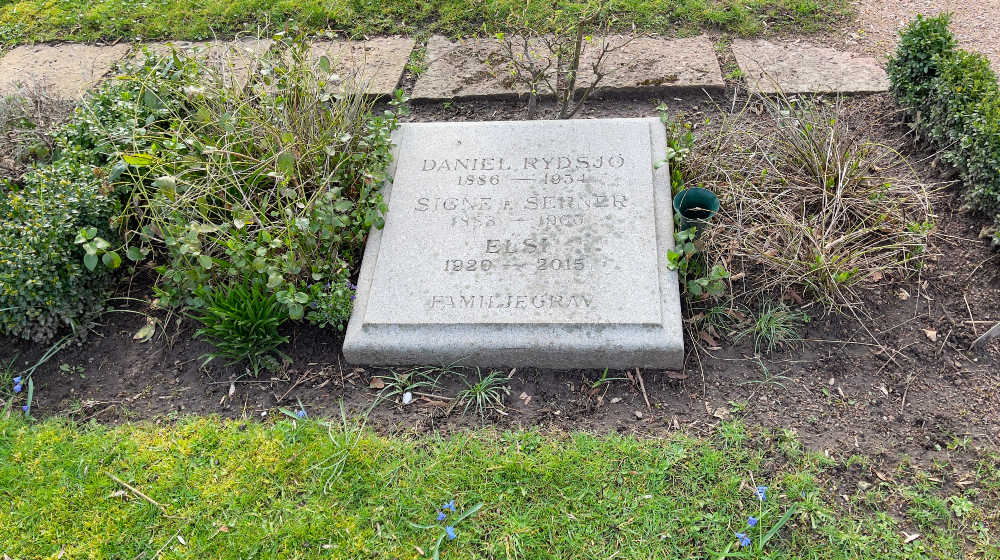 DANIEL RYDSJÖ
1886 — 1954
SIGNE F. SERNER
ELSI
1920 — 2015
FAMILJEGRAV